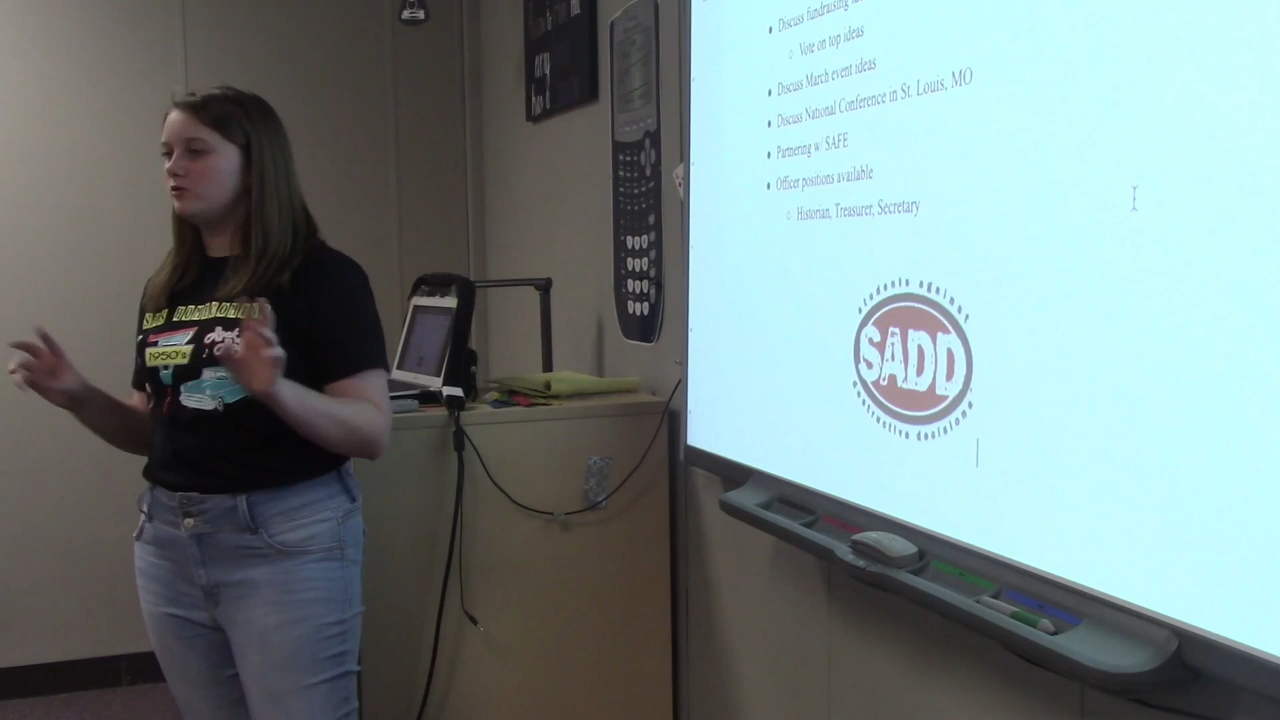 any
Discuss fundraising
Vote on top ideas
Discuss March event ideas
Discuss National Conference in St. Louis, MO
Partnering w/ SAFE
Officer positions available
Historian, Treasurer, Secretary
students against
SADD
destructive decisions
1950's